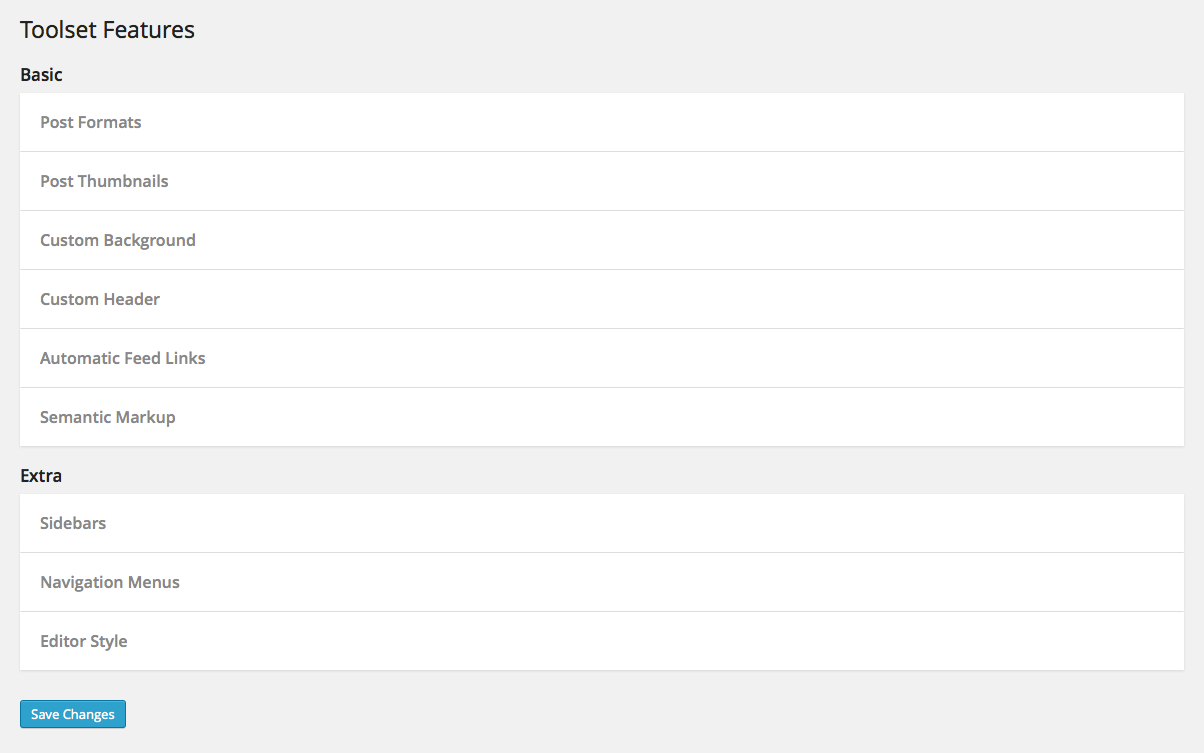 Toolset Features
Basic
Post Formats
Post Thumbnails
Custom Background
Custom Header
Automatic Feed Links
Semantic Markup
Extra
Sidebars
Navigation Menus
Editor Style
Save Changes